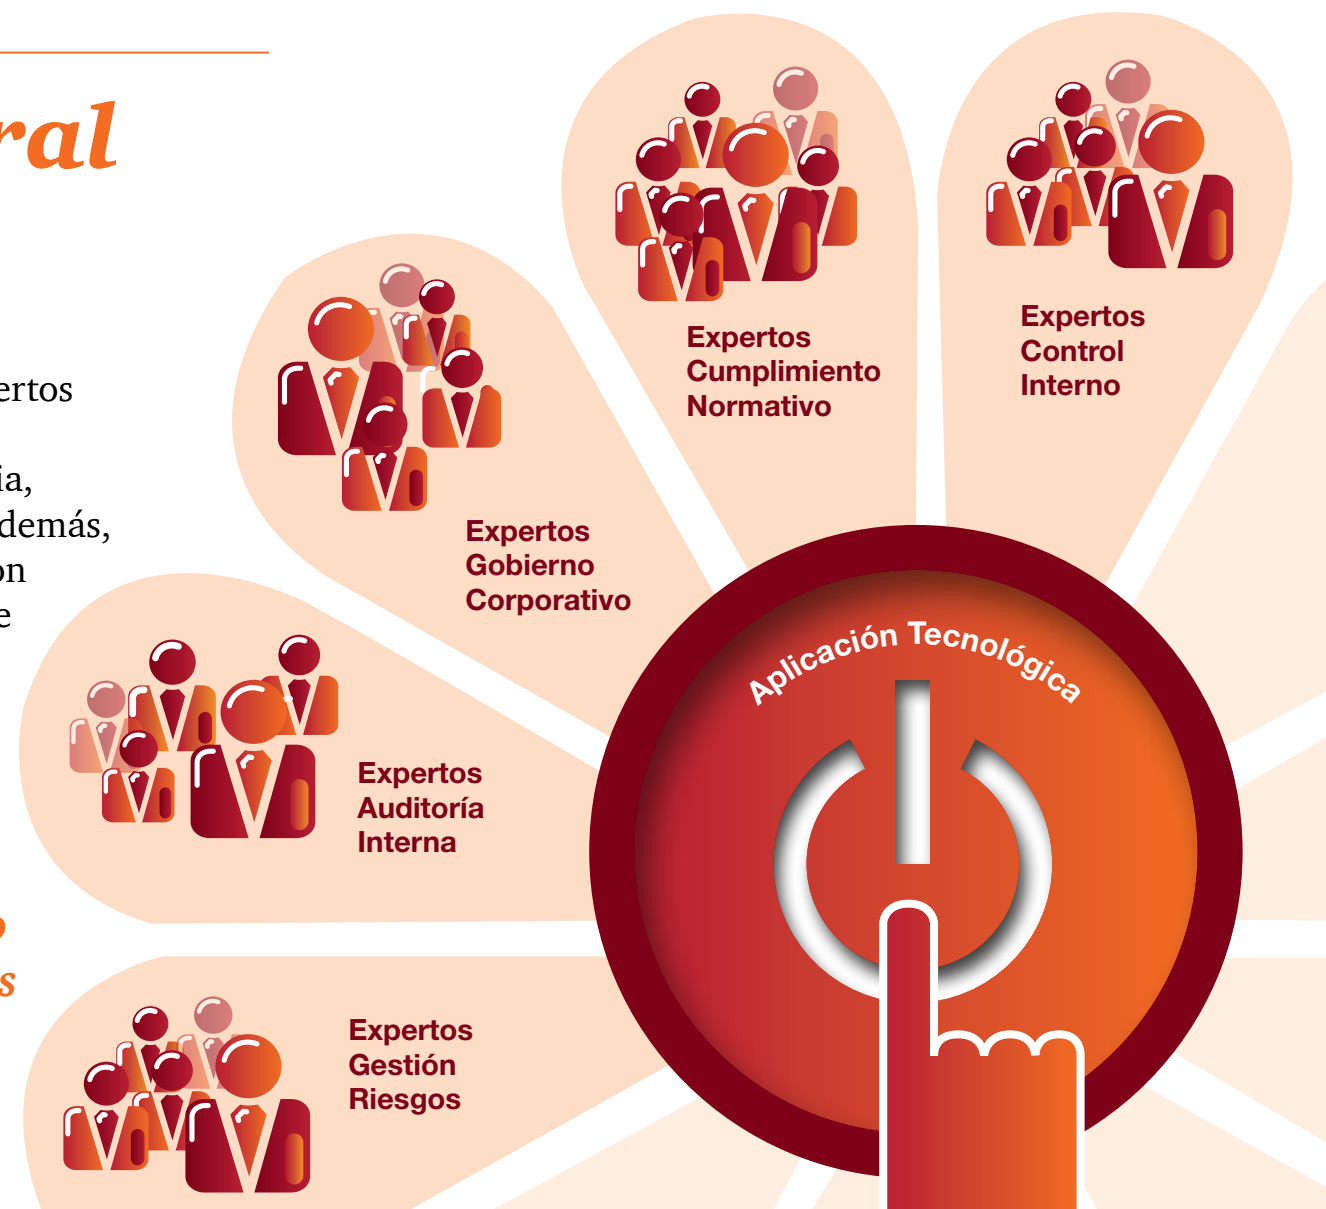 ral
ertos
ia,
demás,
on
e
o
s
Expertos
Auditoría
Interna
Expertos
Gestión
Riesgos
Expertos
Gobierno
Corporativo
Expertos
Cumplimiento
Normativo
Expertos
Control
Interno
Aplicación Tecnológica